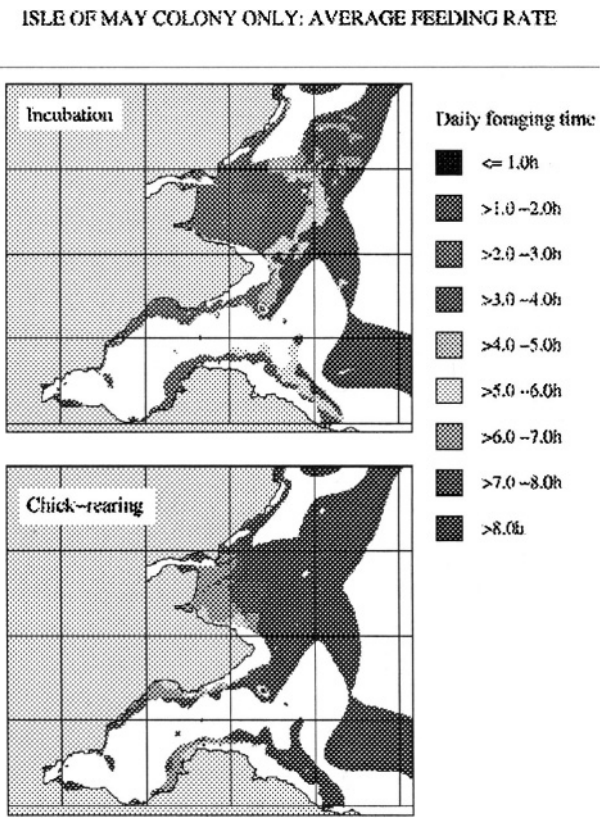 ISLE OF MAY COLONY ONLY: AVERAGE FEEDING RATE
Incubation
Daily foraging time
<= 1.0h
>1.0 -2.0h
>2.0 -3.0h
>3.0 -4.0h
>4.0 -5.0h
>5.0 -6.0h
>6.0 -7.0h
>7.0 -8.0h
>8.0h
Chick-rearing